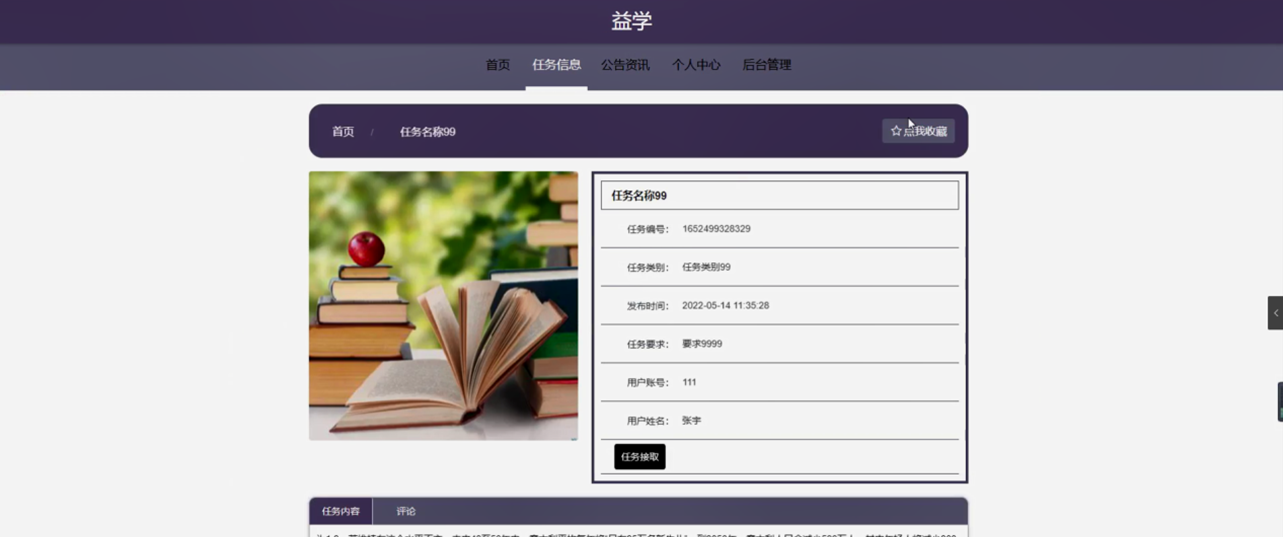 益学
首页 任务信息 公告资讯 个人中心 后台管理
首页 / 任务名称99 点我收藏
任务名称99
任务编号： 1652499328329
任务类别： 任务类别99
发布时间： 2022-05-14 11:35:28
任务要求： 要求9999
用户账号： 111
用户姓名： 张宇
任务接取
任务内容 评论